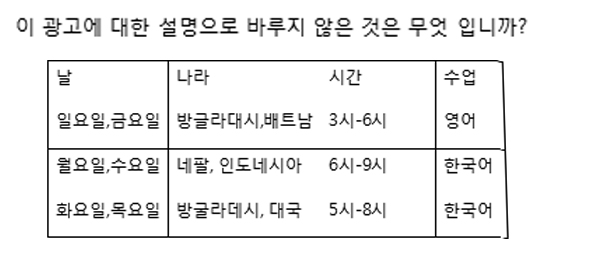 이 광고에 대한 설명으로 바루지 않은 것은 무엇 입니까?
날 나라 시간 수업
일요일,금요일 방글라대시,배트남 3시-6시 영어
월요일,수요일 네팔, 인도네시아 6시-9시 한국어
화요일,목요일 방굴라데시, 대국 5시-8시 한국어